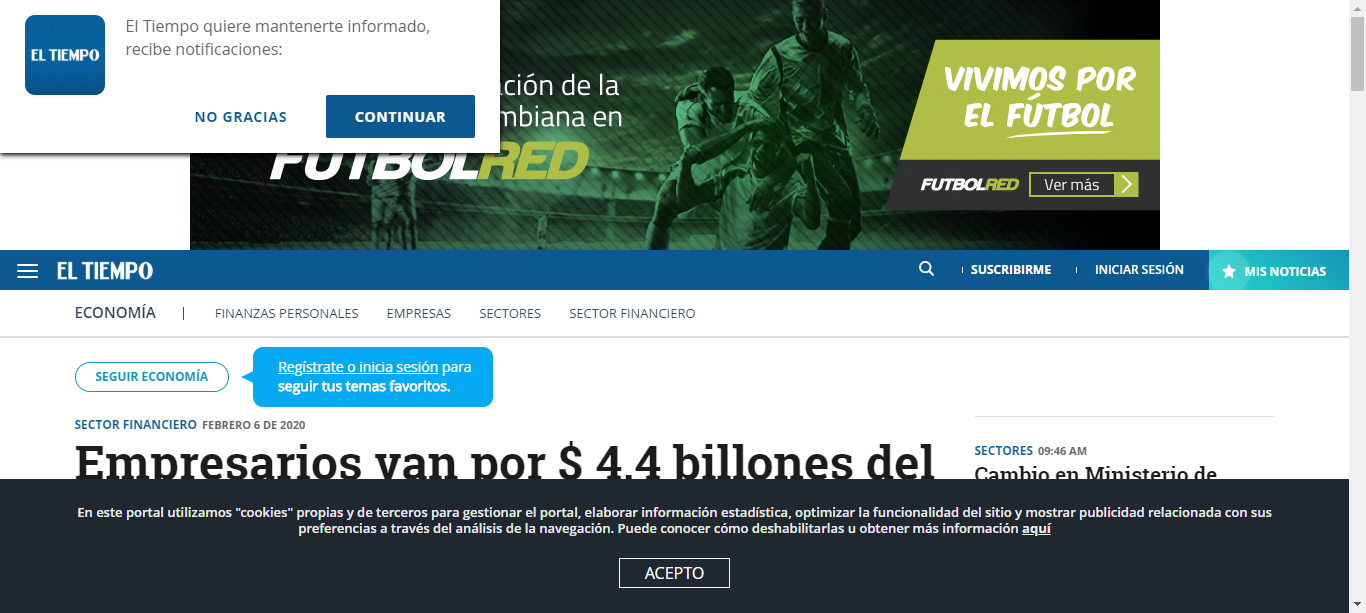 EL TIEMPO
El Tiempo quiere mantenerte informado,
recibe notificaciones:
NO GRACIAS
CONTINUAR
ción de la
mbiana en
FUTBOLRED
VIVIMOS POR
EL FÚTBOL
FUTBOLRED
Ver más
EL TIEMPO
SUSCRIBIRME
INICIAR SESIÓN
MIS NOTICIAS
ECONOMÍA
FINANZAS PERSONALES
EMPRESAS
SECTORES
SECTOR FINANCIERO
SEGUIR ECONOMÍA
Regístrate o inicia sesión para
seguir tus temas favoritos.
SECTOR FINANCIERO FEBRERO 6 DE 2020
Empresarios van por $ 4,4 billones del
SECTORES 09:46 AM
Cambio en Ministerio de
En este portal utilizamos "cookies" propias y de terceros para gestionar el portal, elaborar información estadística, optimizar la funcionalidad del sitio y mostrar publicidad relacionada con sus
preferencias a través del análisis de la navegación. Puede conocer cómo deshabilitarlas u obtener más información aquí
ACEPTO